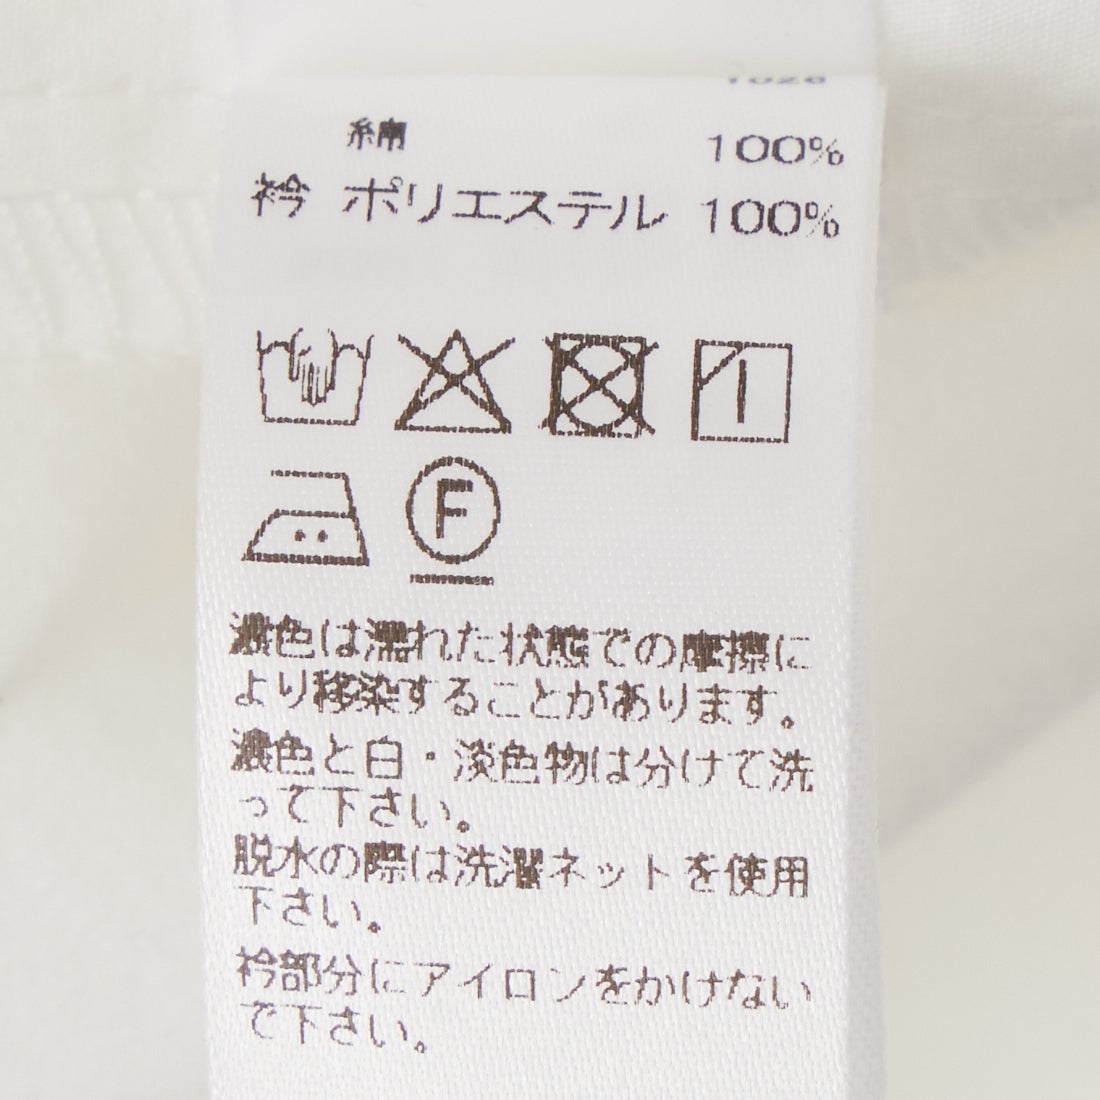 綿 100%
衿 ポリエステル 100%
F
濃色は濡れた状態での摩擦に
より移染することがあります。
濃色と白・淡色物は分けて洗
って下さい。
脱水の際は洗濯ネットを使用
下さい。
衿部分にアイロンをかけない
で下さい。